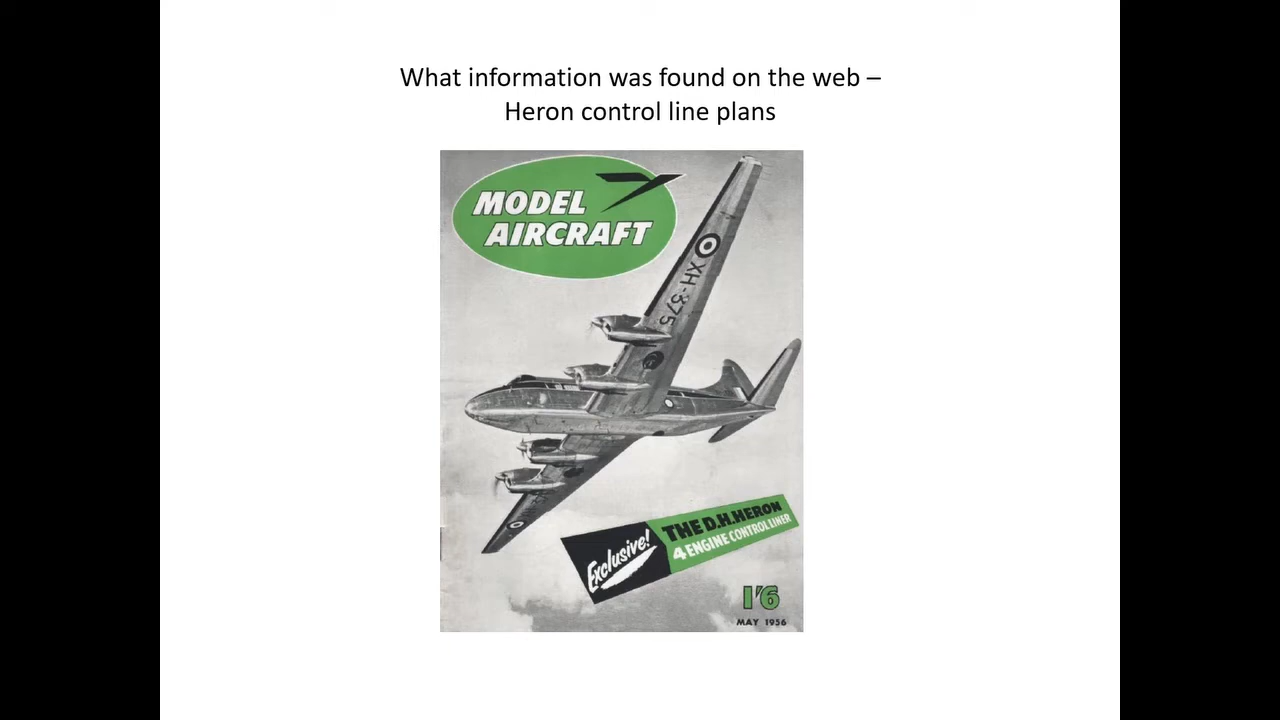 What information was found on the web –
Heron control line plans
MODEL
AIRCRAFT
XH-375
Exclusive!
THE D.H.HERON
4 ENGINE CONTROL LINER
1'6
MAY 1956